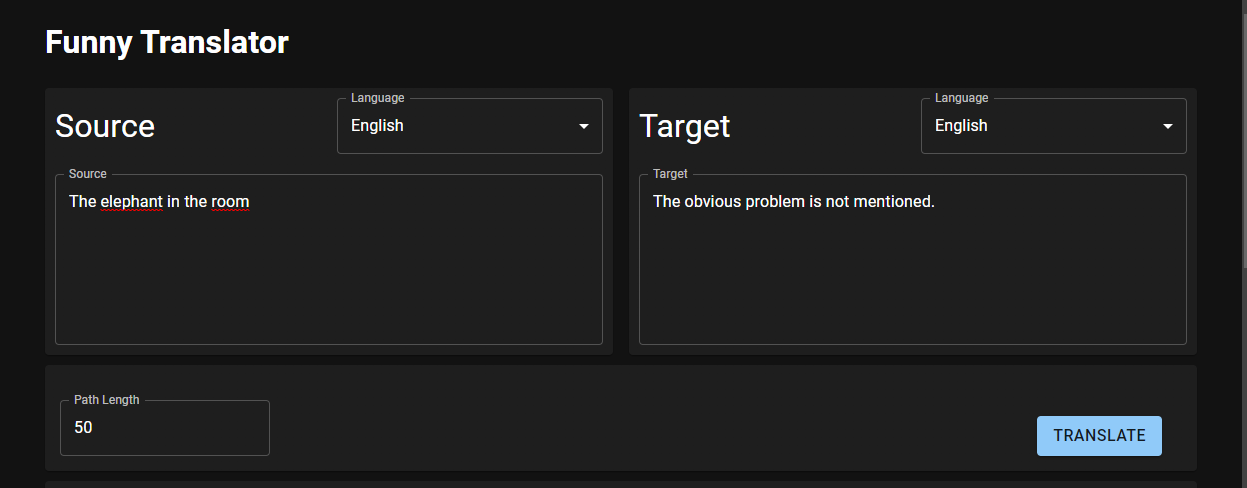 Funny Translator
Source
Language
English
Source
The elephant in the room
Target
Language
English
Target
The obvious problem is not mentioned.
Path Length
50
TRANSLATE